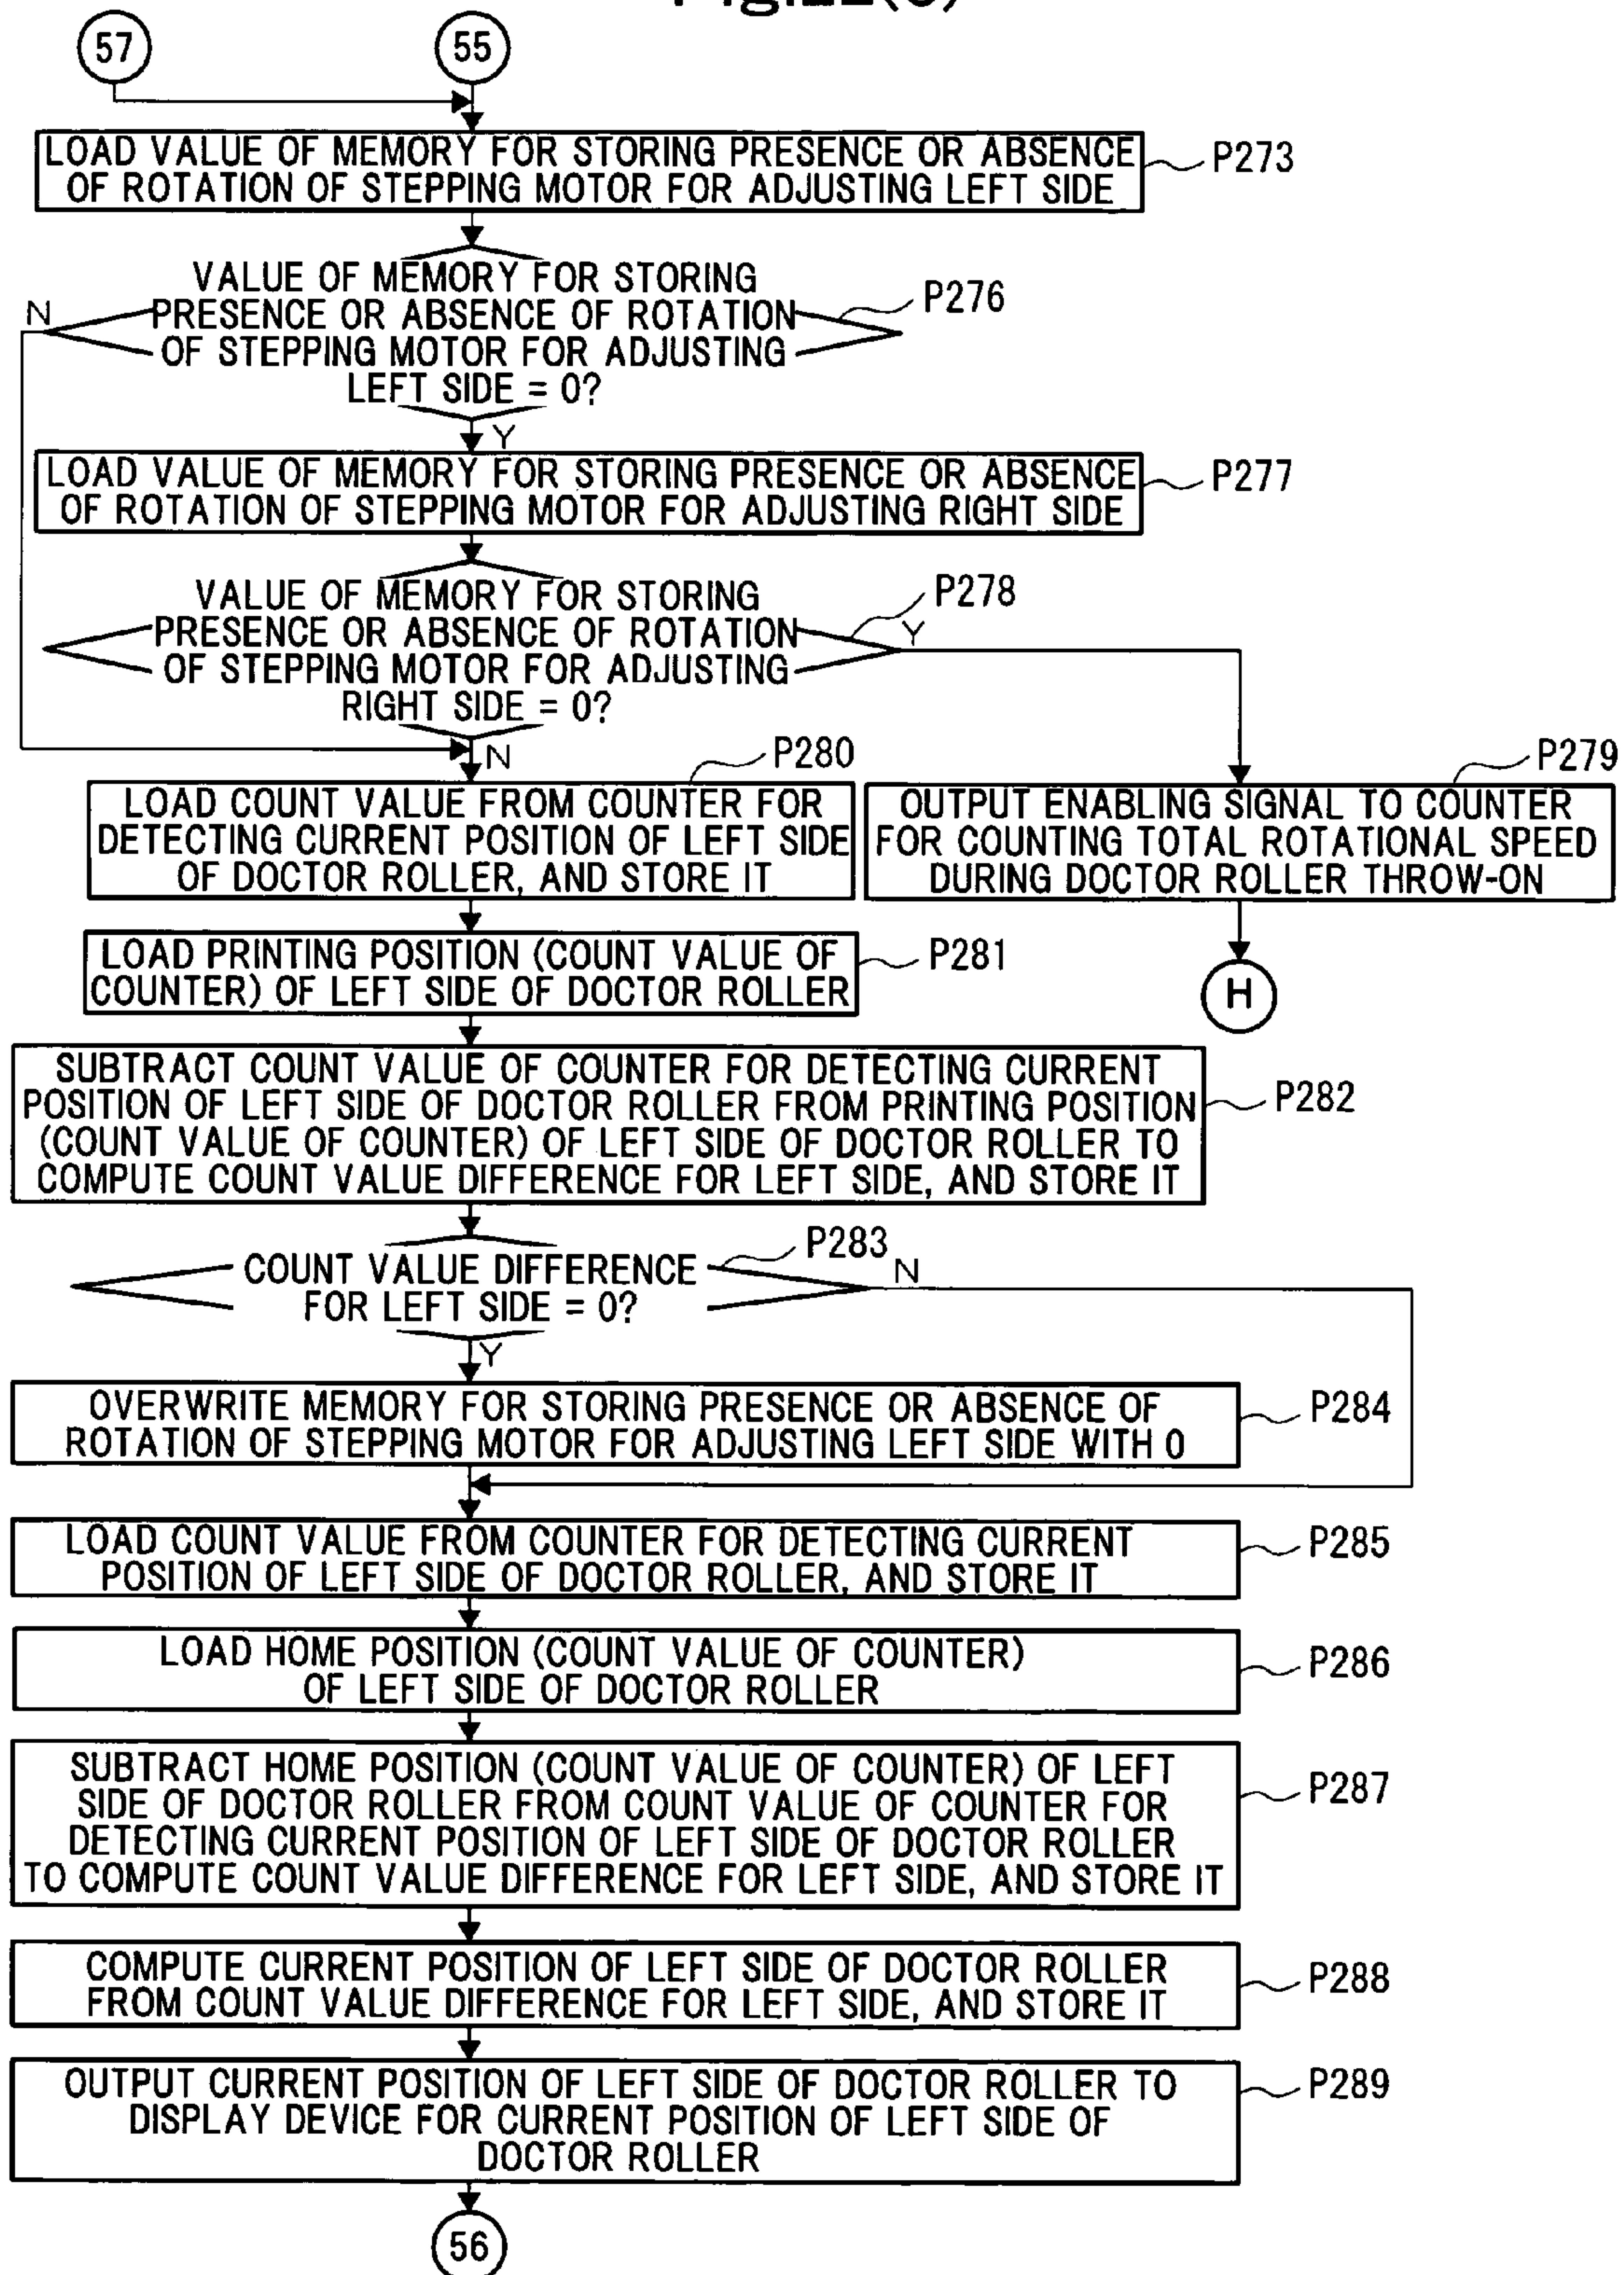 57
55
LOAD VALUE OF MEMORY FOR STORING PRESENCE OR ABSENCE
OF ROTATION OF STEPPING MOTOR FOR ADJUSTING LEFT SIDE
P273
VALUE OF MEMORY FOR STORING
PRESENCE OR ABSENCE OF ROTATION
OF STEPPING MOTOR FOR ADJUSTING
LEFT SIDE = 0?
P276
N
Y
LOAD VALUE OF MEMORY FOR STORING PRESENCE OR ABSENCE
OF ROTATION OF STEPPING MOTOR FOR ADJUSTING RIGHT SIDE
P277
VALUE OF MEMORY FOR STORING
PRESENCE OR ABSENCE OF ROTATION
OF STEPPING MOTOR FOR ADJUSTING
RIGHT SIDE = 0?
P278
Y
N
P280
LOAD COUNT VALUE FROM COUNTER FOR
DETECTING CURRENT POSITION OF LEFT SIDE
OF DOCTOR ROLLER, AND STORE IT
P279
OUTPUT ENABLING SIGNAL TO COUNTER
FOR COUNTING TOTAL ROTATIONAL SPEED
DURING DOCTOR ROLLER THROW-ON
H
LOAD PRINTING POSITION (COUNT VALUE OF
COUNTER) OF LEFT SIDE OF DOCTOR ROLLER
P281
SUBTRACT COUNT VALUE OF COUNTER FOR DETECTING CURRENT
POSITION OF LEFT SIDE OF DOCTOR ROLLER FROM PRINTING POSITION
(COUNT VALUE OF COUNTER) OF LEFT SIDE OF DOCTOR ROLLER TO
COMPUTE COUNT VALUE DIFFERENCE FOR LEFT SIDE, AND STORE IT
P282
COUNT VALUE DIFFERENCE
FOR LEFT SIDE = 0?
P283
N
Y
OVERWRITE MEMORY FOR STORING PRESENCE OR ABSENCE OF
ROTATION OF STEPPING MOTOR FOR ADJUSTING LEFT SIDE WITH 0
P284
LOAD COUNT VALUE FROM COUNTER FOR DETECTING CURRENT
POSITION OF LEFT SIDE OF DOCTOR ROLLER, AND STORE IT
P285
LOAD HOME POSITION (COUNT VALUE OF COUNTER)
OF LEFT SIDE OF DOCTOR ROLLER
P286
SUBTRACT HOME POSITION (COUNT VALUE OF COUNTER) OF LEFT
SIDE OF DOCTOR ROLLER FROM COUNT VALUE OF COUNTER FOR
DETECTING CURRENT POSITION OF LEFT SIDE OF DOCTOR ROLLER
TO COMPUTE COUNT VALUE DIFFERENCE FOR LEFT SIDE, AND STORE IT
P287
COMPUTE CURRENT POSITION OF LEFT SIDE OF DOCTOR ROLLER
FROM COUNT VALUE DIFFERENCE FOR LEFT SIDE, AND STORE IT
P288
OUTPUT CURRENT POSITION OF LEFT SIDE OF DOCTOR ROLLER TO
DISPLAY DEVICE FOR CURRENT POSITION OF LEFT SIDE OF
DOCTOR ROLLER
P289
56